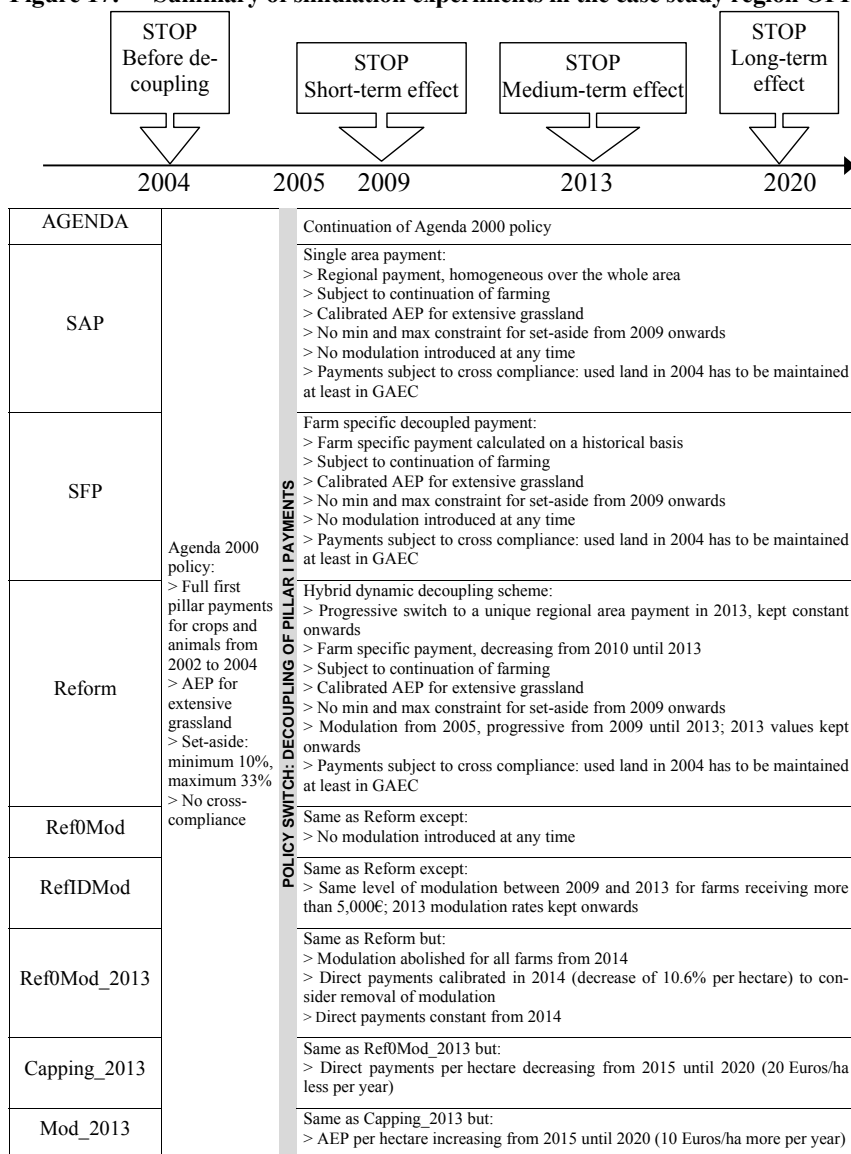 Figure 17. Summary of simulation experiments in the case study region OPI
STOP
Before de-
coupling
STOP
Short-term effect
STOP
Medium-term effect
STOP
Long-term
effect
2004 2005 2009 2013 2020
AGENDA
Continuation of Agenda 2000 policy
SAP
Single area payment:
> Regional payment, homogeneous over the whole area
> Subject to continuation of farming
> Calibrated AEP for extensive grassland
> No min and max constraint for set-aside from 2009 onwards
> No modulation introduced at any time
> Payments subject to cross compliance: used land in 2004 has to be maintained
at least in GAEC
SFP
Farm specific decoupled payment:
> Farm specific payment calculated on a historical basis
> Subject to continuation of farming
> Calibrated AEP for extensive grassland
> No min and max constraint for set-aside from 2009 onwards
> No modulation introduced at any time
> Payments subject to cross compliance: used land in 2004 has to be maintained
at least in GAEC
Agenda 2000
policy:
> Full first
pillar payments
for crops and
animals from
2002 to 2004
> AEP for
extensive
grassland
> Set-aside:
minimum 10%,
maximum 33%
> No cross-
compliance
POLICY SWITCH: DECOUPLING OF PILLAR I PAYMENTS
Reform
Hybrid dynamic decoupling scheme:
> Progressive switch to a unique regional area payment in 2013, kept constant
onwards
> Farm specific payment, decreasing from 2010 until 2013
> Subject to continuation of farming
> Calibrated AEP for extensive grassland
> No min and max constraint for set-aside from 2009 onwards
> Modulation from 2005, progressive from 2009 until 2013; 2013 values kept
onwards
> Payments subject to cross compliance: used land in 2004 has to be maintained
at least in GAEC
Ref0Mod
Same as Reform except:
> No modulation introduced at any time
RefIDMod
Same as Reform except:
> Same level of modulation between 2009 and 2013 for farms receiving more
than 5,000€; 2013 modulation rates kept onwards
Ref0Mod_2013
Same as Reform but:
> Modulation abolished for all farms from 2014
> Direct payments calibrated in 2014 (decrease of 10.6% per hectare) to con-
sider removal of modulation
> Direct payments constant from 2014
Capping_2013
Same as Ref0Mod_2013 but:
> Direct payments per hectare decreasing from 2015 until 2020 (20 Euros/ha
less per year)
Mod_2013
Same as Capping_2013 but:
> AEP per hectare increasing from 2015 until 2020 (10 Euros/ha more per year)